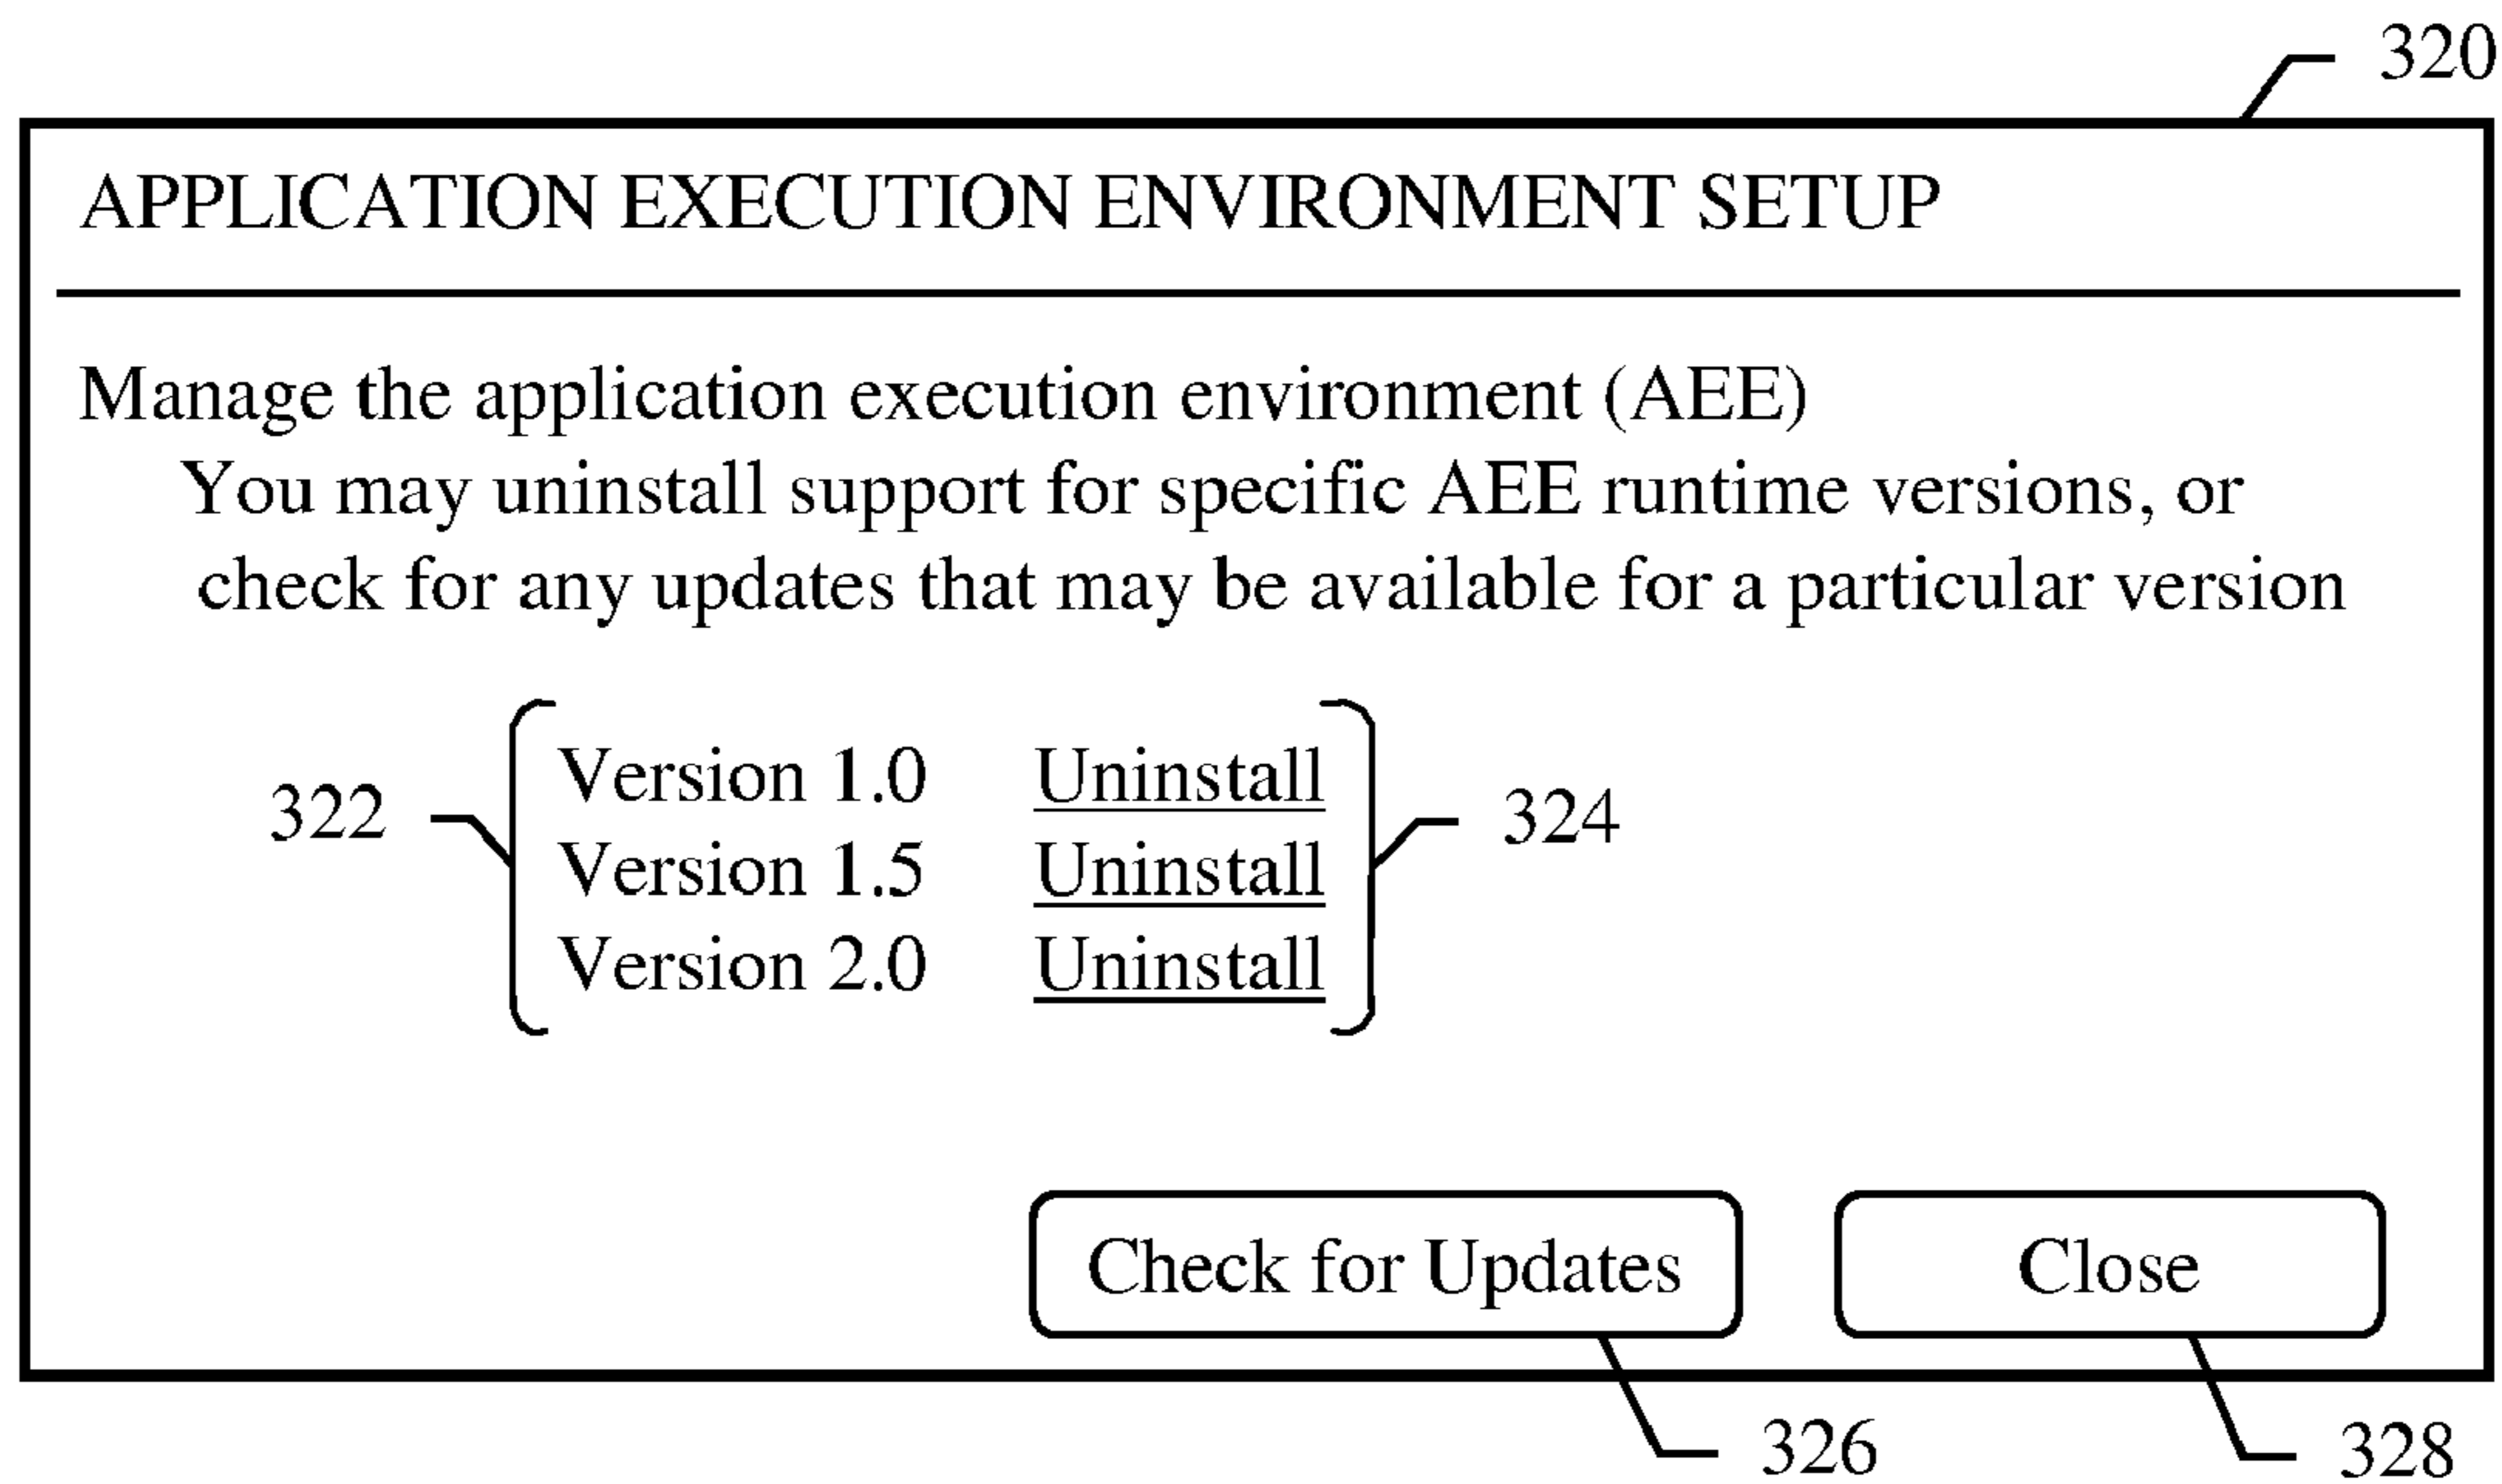 320
APPLICATION EXECUTION ENVIRONMENT SETUP
Manage the application execution environment (AEE)
You may uninstall support for specific AEE runtime versions, or
check for any updates that may be available for a particular version
Version 1.0 Uninstall
322 324
Version 1.5 Uninstall
Version 2.0 Uninstall
Check for Updates Close
326 328